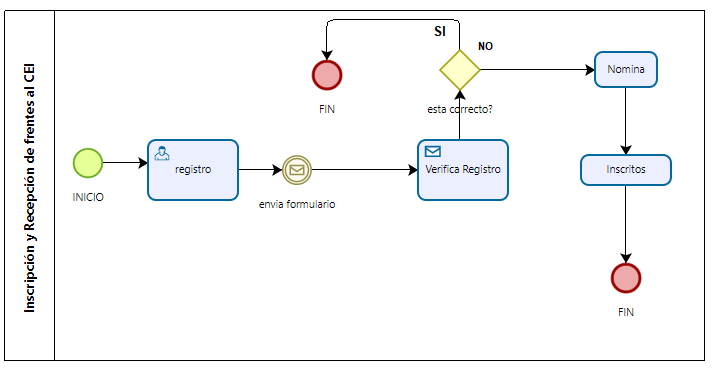 Inscripción y Recepción de frentes al CEI
INICIO
registro
envia formulario
Verifica Registro
esta correcto?
SI
NO
FIN
Nomina
Inscritos
FIN